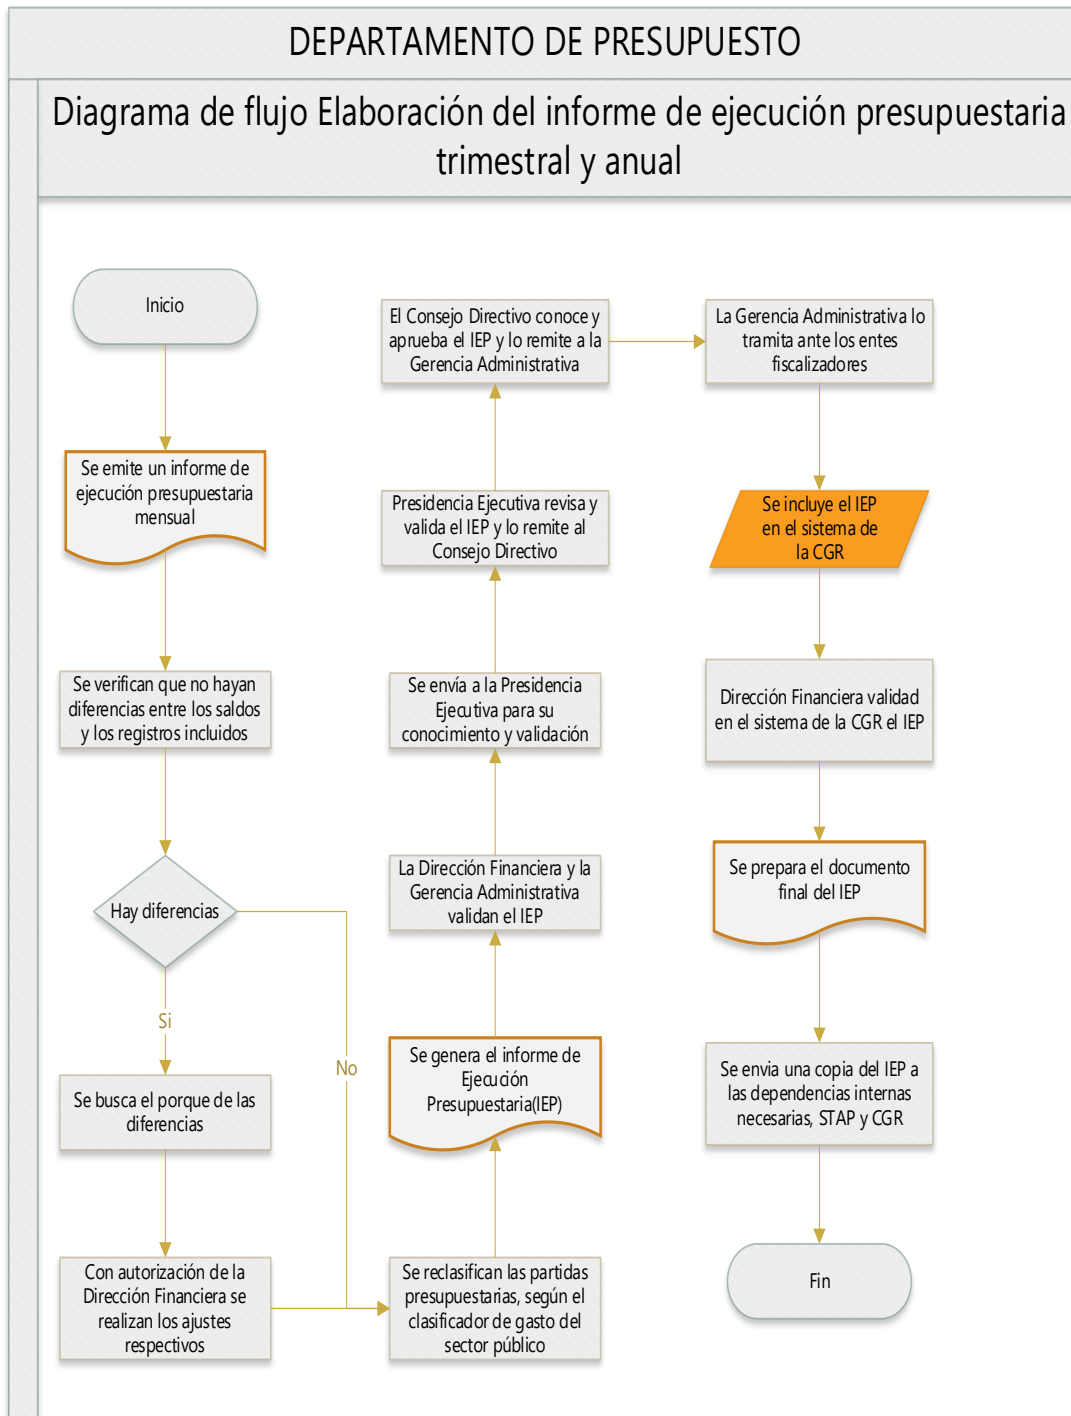 DEPARTAMENTO DE PRESUPUESTO
Diagrama de flujo Elaboración del informe de ejecución presupuestaria
trimestral y anual
Inicio
Se emite un informe de
ejecución presupuestaria
mensual
Se verifican que no hayan
diferencias entre los saldos
y los registros incluidos
Hay diferencias
Si
No
Se busca el porque de las
diferencias
Con autorización de la
Dirección Financiera se
realizan los ajustes
respectivos
Se reclasifican las partidas
presupuestarias, según el
clasificador de gasto del
sector público
Se genera el informe de
Ejecución
Presupuestaria(IEP)
La Dirección Financiera y la
Gerencia Administrativa
validan el IEP
Se envía a la Presidencia
Ejecutiva para su
conocimiento y validación
Presidencia Ejecutiva revisa y
valida el IEP y lo remite al
Consejo Directivo
El Consejo Directivo conoce y
aprueba el IEP y lo remite a la
Gerencia Administrativa
La Gerencia Administrativa lo
tramita ante los entes
fiscalizadores
Se incluye el IEP
en el sistema de
la CGR
Dirección Financiera validad
en el sistema de la CGR el IEP
Se prepara el documento
final del IEP
Se envia una copia del IEP a
las dependencias internas
necesarias, STAP y CGR
Fin